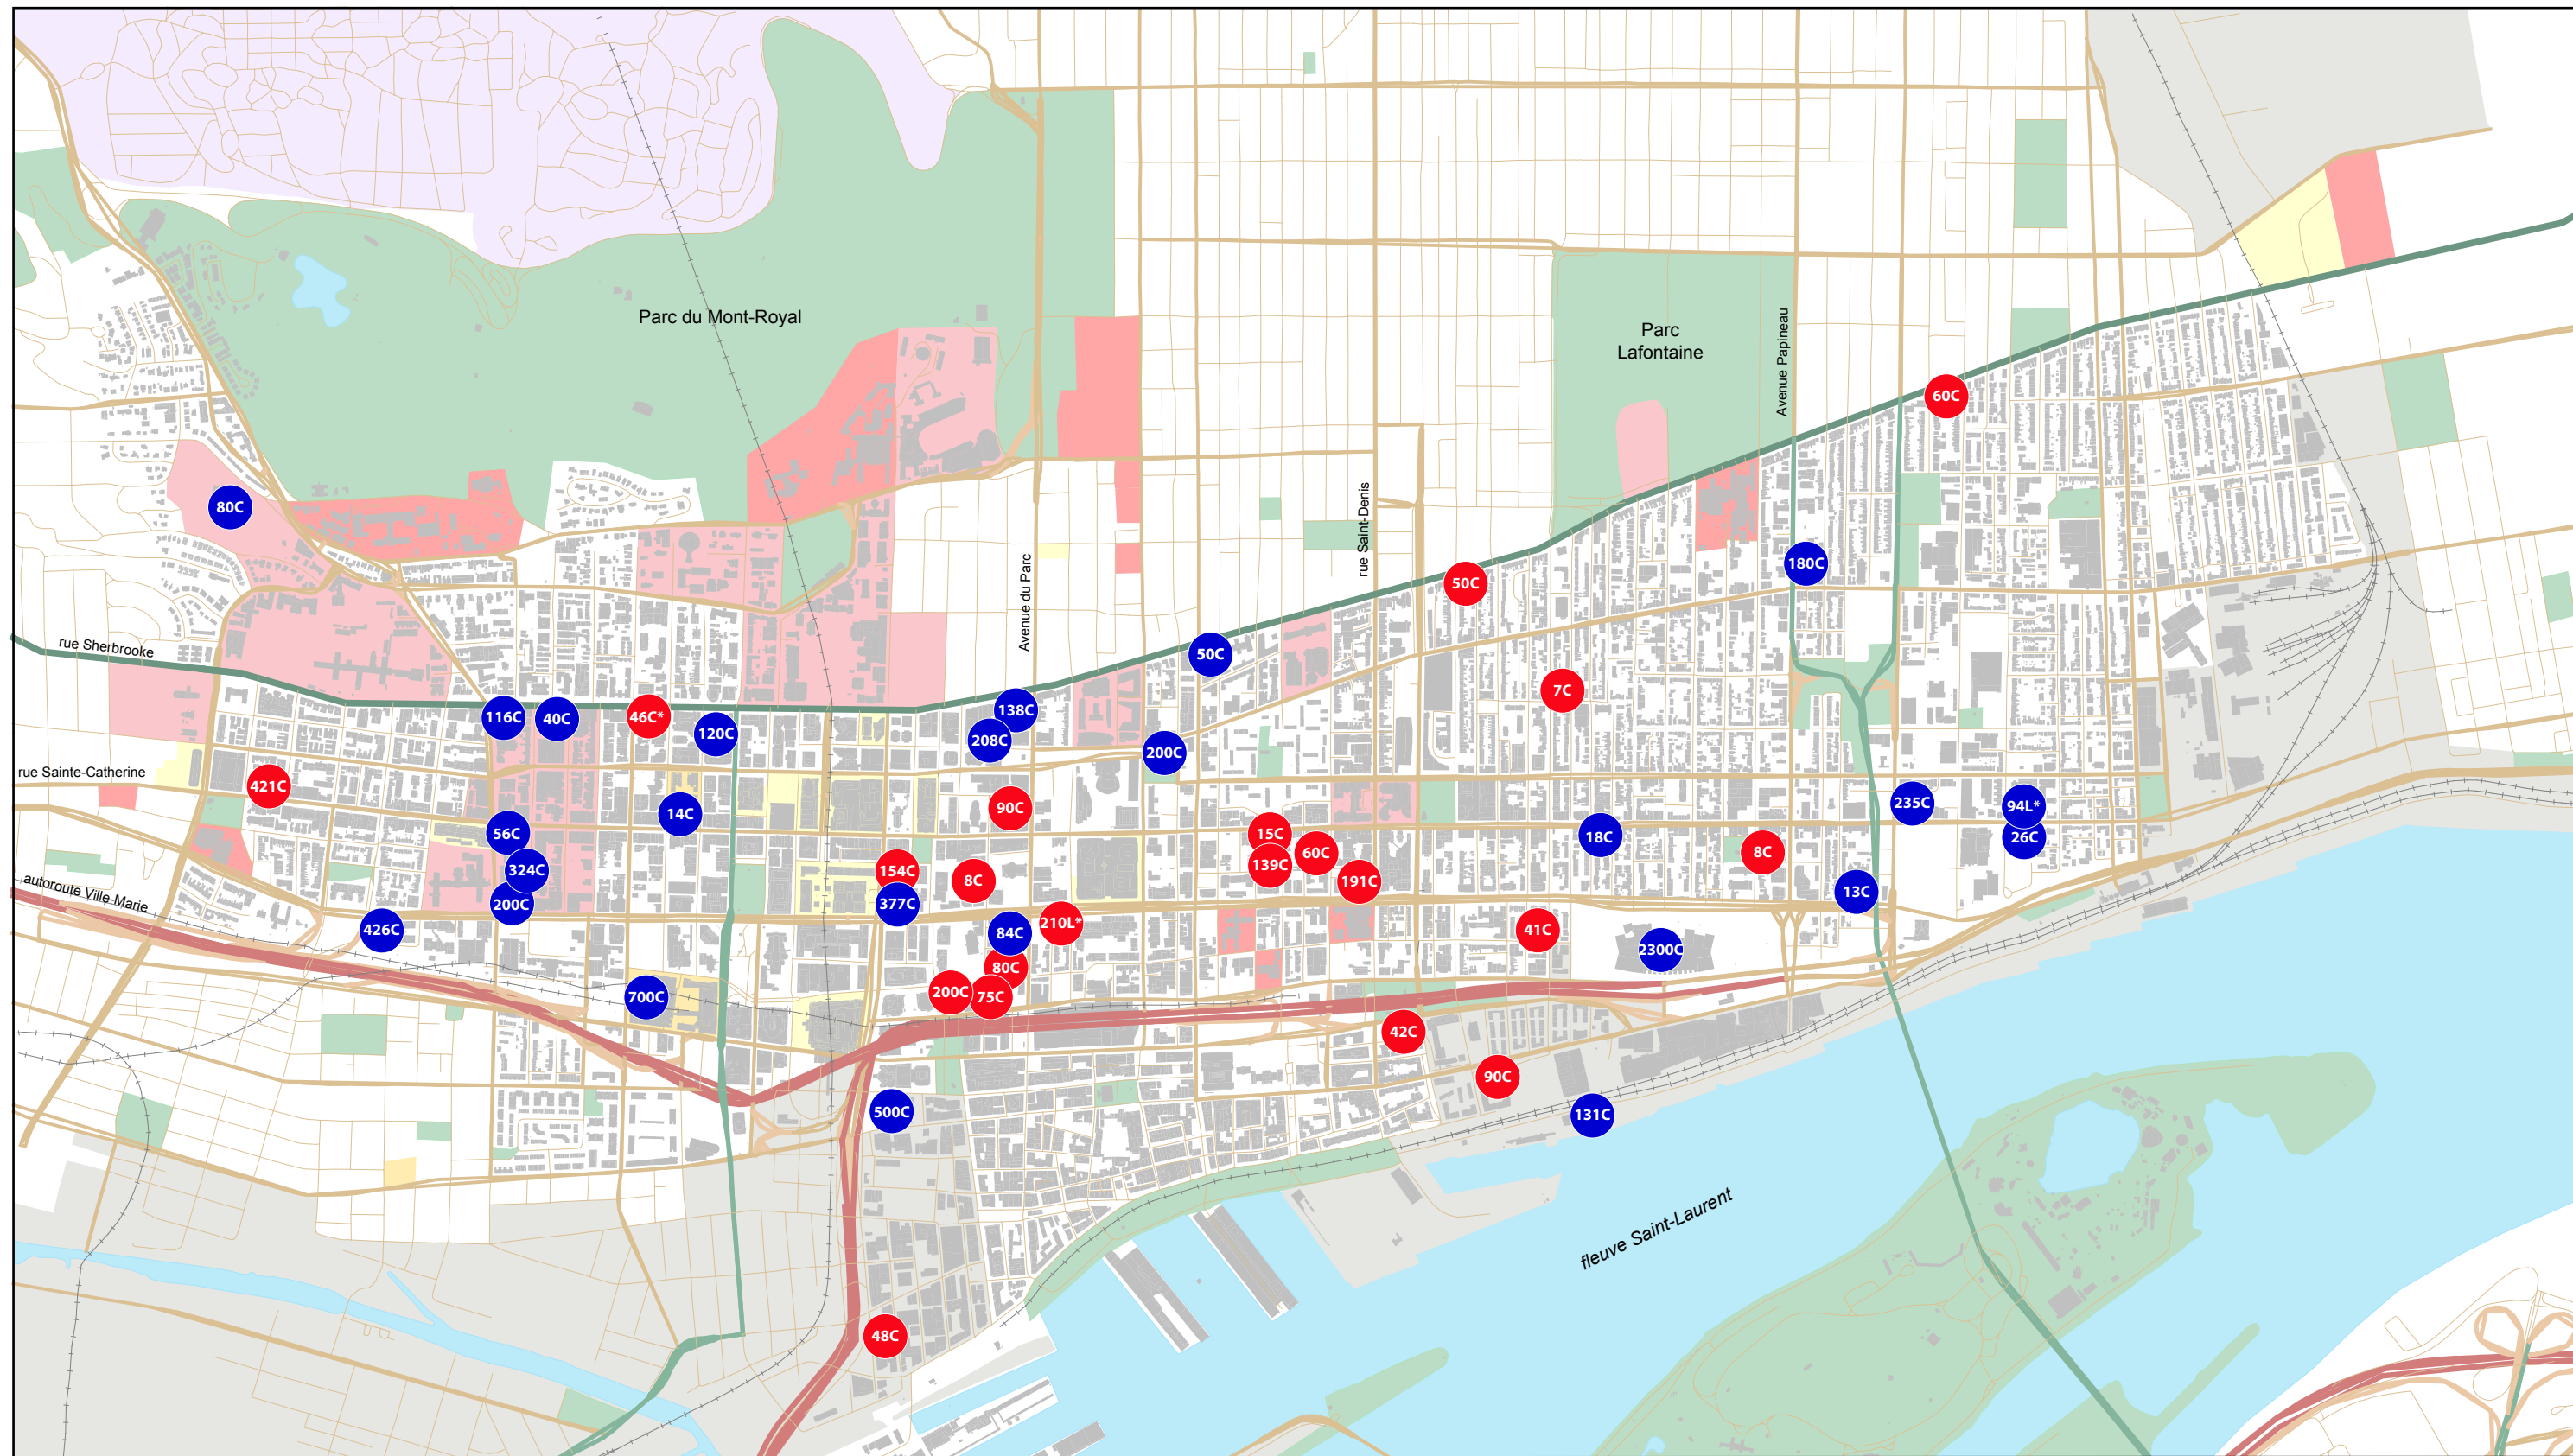 Parc du Mont-Royal
Parc
Lafontaine
Avenue Papineau
60C
80C
rue Saint-Denis
180C
50C
Avenue du Parc
rue Sherbrooke
50C
7C
116C
40C
46C*
120C
138C
208C
200C
rue Sainte-Catherine
421C
14C
90C
235C
94L*
56C
15C
18C
26C
139C
60C
8C
324C
154C
8C
191C
autoroute Ville-Marie
200C
377C
13C
426C
84C
210L*
41C
2300C
80C
700C
200C
75C
42C
90C
500C
131C
fleuve Saint-Laurent
48C